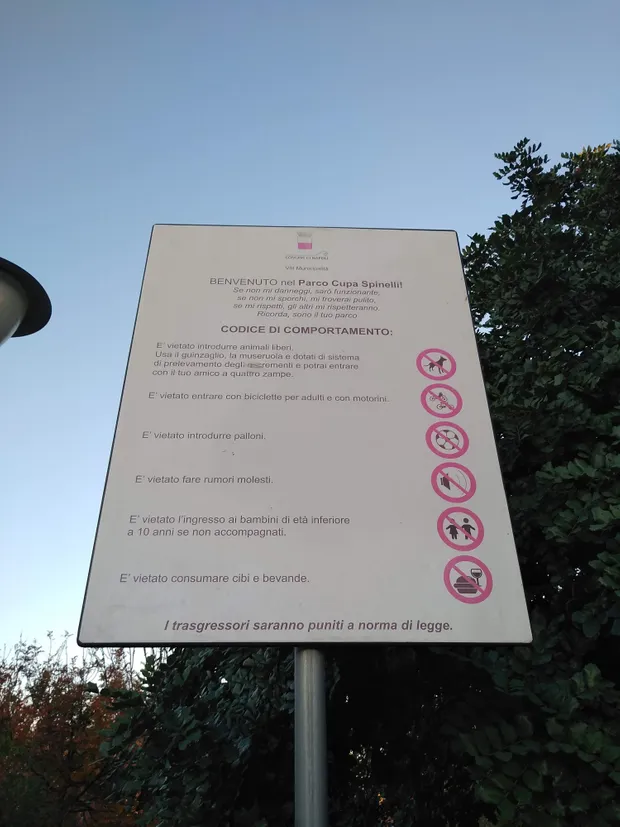 BENVENUTO nel Parco Cupa Spinelli!
Se non mi danneggi, sarò funzionante,
se non mi sporchi, mi troverai pulito,
se mi rispetti, gli altri mi rispetteranno.
Ricorda, sono il tuo parco
CODICE DI COMPORTAMENTO:
E' vietato introdurre animali liberi.
Usa il guinzaglio, la museruola e dotati di sistema
di prelevamento degli escrementi e potrai entrare
con il tuo amico a quattro zampe.
E' vietato entrare con biciclette per adulti e con motorini.
E' vietato introdurre palloni.
E' vietato fare rumori molesti.
E' vietato l'ingresso ai bambini di età inferiore
a 10 anni se non accompagnati.
E' vietato consumare cibi e bevande.
I trasgressori saranno puniti a norma di legge.